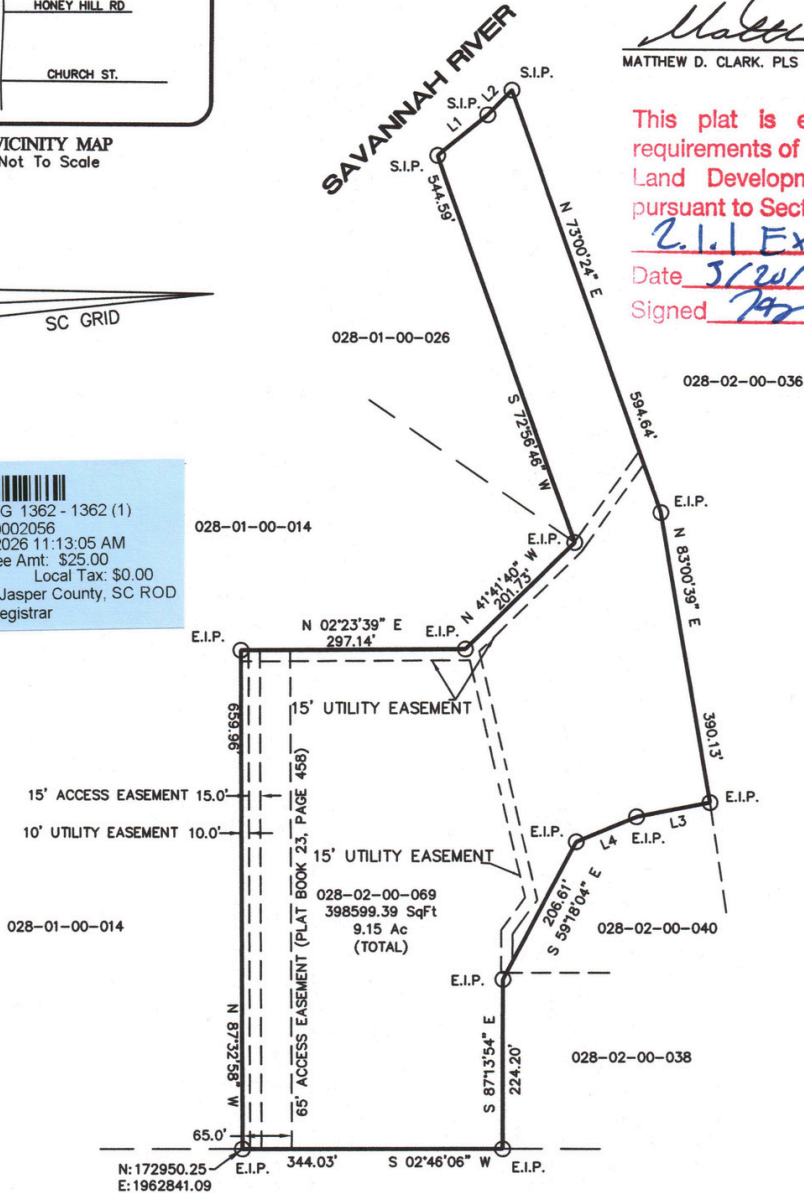 HONEY HILL RD
CHURCH ST.
VICINITY MAP
Not To Scale
SC GRID
MATTHEW D. CLARK. PLS
This plat is e
requirements of
Land Developm
pursuant to Sect
2.1.1 Ex
Date 3/20/
Signed
SAVANNAH RIVER
S.I.P.
S.I.P.
L2
L1
S.I.P.
544.59'
N 73°00'24" E
028-01-00-026
028-02-00-036
S 72°56'46" W
594.64'
G 1362 - 1362 (1)
0002056
2026 11:13:05 AM
ee Amt: $25.00
Local Tax: $0.00
Jasper County, SC ROD
egistrar
028-01-00-014
E.I.P.
E.I.P.
N 83°00'39" E
N 41°41'40" W
201.73'
E.I.P.
N 02°23'39" E
297.14'
E.I.P.
659.96'
15' UTILITY EASEMENT
390.13'
15' ACCESS EASEMENT 15.0'
10' UTILITY EASEMENT 10.0'
65' ACCESS EASEMENT (PLAT BOOK 23, PAGE 458)
E.I.P.
L3
E.I.P.
L4
E.I.P.
15' UTILITY EASEMENT
028-02-00-069
398599.39 SqFt
9.15 Ac
(TOTAL)
206.61'
S 59°18'04" E
028-01-00-014
028-02-00-040
E.I.P.
N 87°32'58" W
S 87°13'54" E
224.20'
028-02-00-038
65.0'
N: 172950.25
E: 1962841.09
E.I.P.
344.03'
S 02°46'06" W
E.I.P.